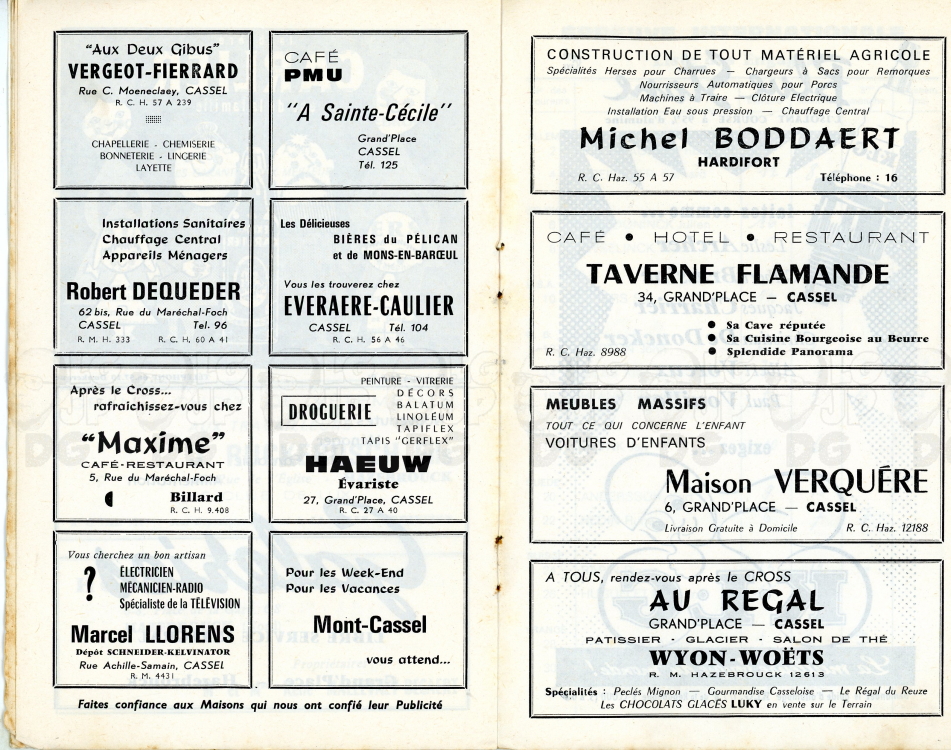 "Aux Deux Gibus"
VERGEOT-FIERRARD
Rue C. Moeneclaey, CASSEL
R. C. H. 57 A 239
CHAPELLERIE - CHEMISERIE
BONNETERIE - LINGERIE
LAYETTE
CAFÉ
PMU
"A Sainte-Cécile"
Grand'Place
CASSEL
Tél. 125
Installations Sanitaires
Chauffage Central
Appareils Ménagers
Robert DEQUEDER
62 bis, Rue du Maréchal-Foch
CASSEL Tel. 96
R. M. H. 333 R. C. H. 60 A 41
Les Délicieuses
BIÈRES du PÉLICAN
et de MONS-EN-BARŒUL
Vous les trouverez chez
EVERAERE-CAULIER
CASSEL Tél. 104
R. C. H. 56 A 46
Après le Cross...
rafraichissez-vous chez
"Maxime"
CAFÉ-RESTAURANT
5, Rue du Maréchal-Foch
Billard
R. C. H. 9.408
PEINTURE - VITRERIE
DÉCORS
BALATUM
LINOLÉUM
TAPIFLEX
TAPIS "GERFLEX"
DROGUERIE
HAEUW
Évariste
27, Grand'Place, CASSEL
R. C. 27 A 40
Vous cherchez un bon artisan
?
ÉLECTRICIEN
MÉCANICIEN-RADIO
Spécialiste de la TÉLÉVISION
Marcel LLORENS
Dépôt SCHNEIDER-KELVINATOR
Rue Achille-Samain, CASSEL
R. M. 4431
Pour les Week-End
Pour les Vacances
Mont-Cassel
vous attend...
Faites confiance aux Maisons qui nous ont confié leur Publicité
CONSTRUCTION DE TOUT MATÉRIEL AGRICOLE
Spécialités Herses pour Charrues — Chargeurs à Sacs pour Remorques
Nourrisseurs Automatiques pour Porcs
Machines à Traire — Clôture Electrique
Installation Eau sous pression — Chauffage Central
Michel BODDAERT
HARDIFORT
R. C. Haz. 55 A 57 Téléphone : 16
CAFÉ ● HOTEL ● RESTAURANT
TAVERNE FLAMANDE
34, GRAND'PLACE — CASSEL
● Sa Cave réputée
● Sa Cuisine Bourgeoise au Beurre
R. C. Haz. 8988 ● Splendide Panorama
MEUBLES MASSIFS
TOUT CE QUI CONCERNE L'ENFANT
VOITURES D'ENFANTS
Maison VERQUÉRE
6, GRAND'PLACE — CASSEL
Livraison Gratuite à Domicile R. C. Haz. 12188
A TOUS, rendez-vous après le CROSS
AU REGAL
GRAND'PLACE — CASSEL
PATISSIER - GLACIER - SALON DE THÉ
WYON-WOËTS
R. M. HAZEBROUCK 12613
Spécialités : Peclés Mignon — Gourmandise Casseloise — Le Régal du Reuze
Les CHOCOLATS GLACÉS LUKY en vente sur le Terrain